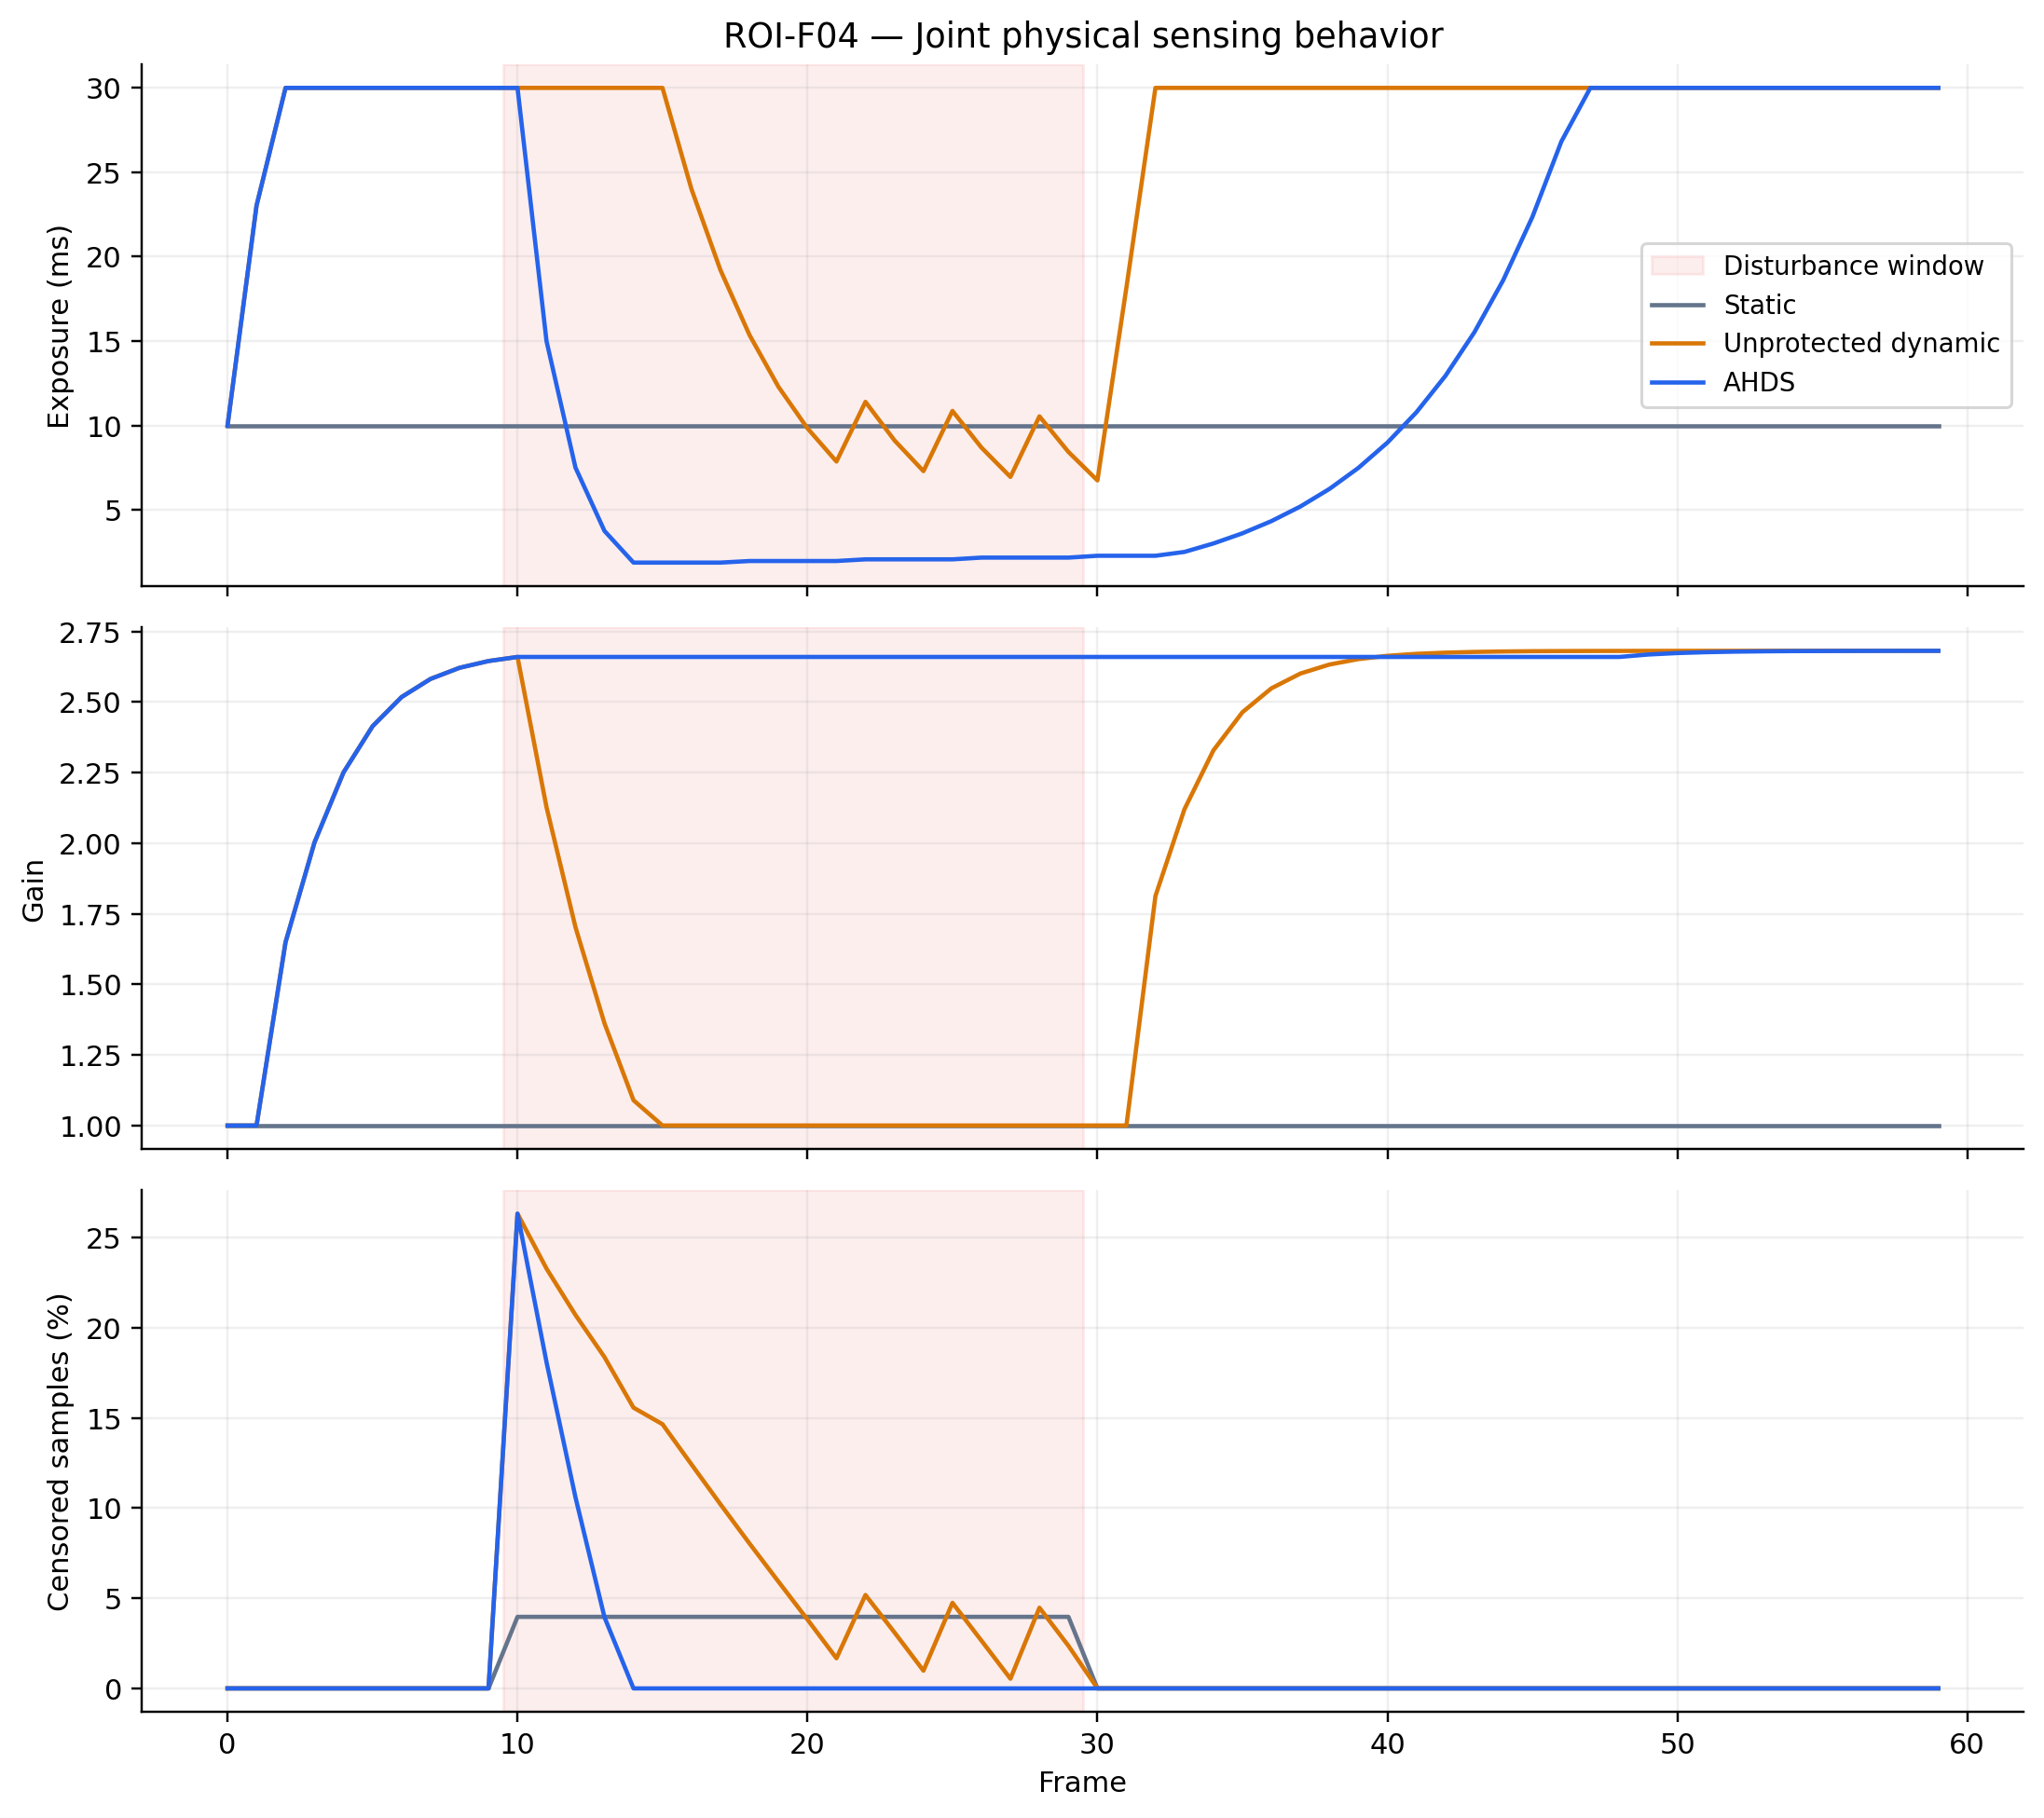 ROI-F04 — Joint physical sensing behavior
30
25
20
15
10
5
Exposure (ms)
Disturbance window
Static
Unprotected dynamic
AHDS
2.75
2.50
2.25
2.00
1.75
1.50
1.25
1.00
Gain
25
20
15
10
5
0
Censored samples (%)
0 10 20 30 40 50 60
Frame